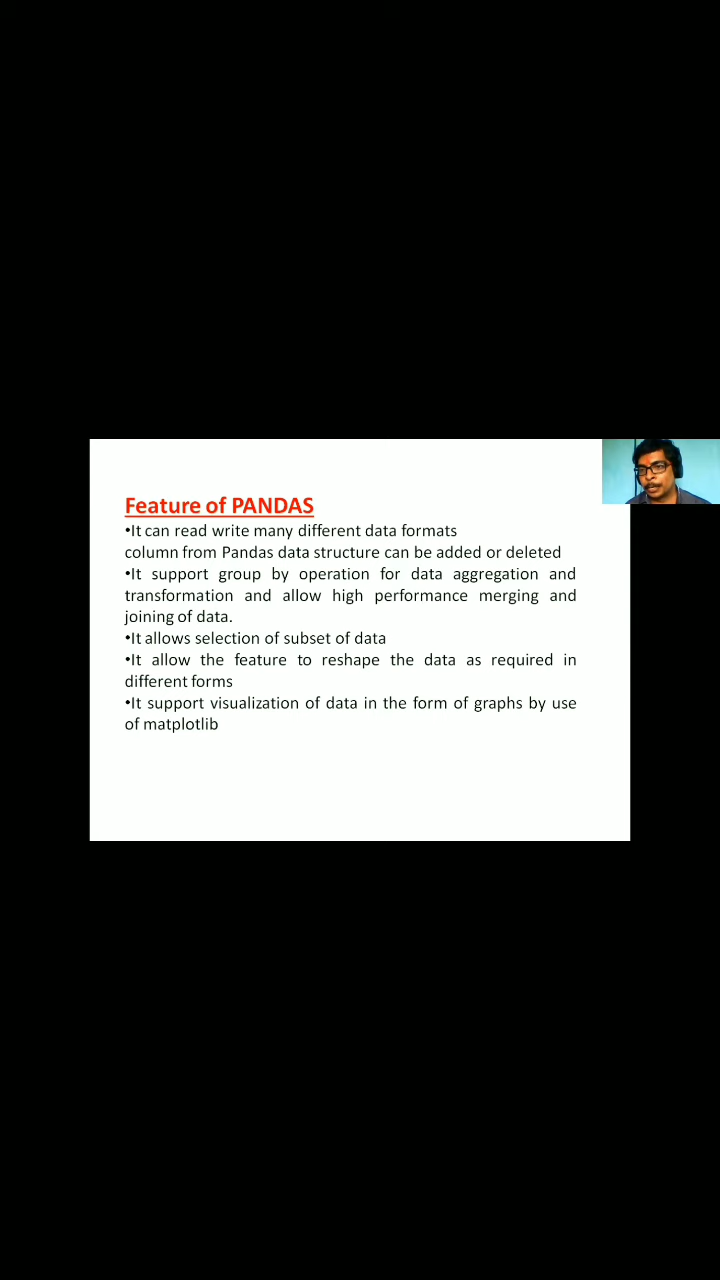 Feature of PANDAS
•It can read write many different data formats
column from Pandas data structure can be added or deleted
•It support group by operation for data aggregation and
transformation and allow high performance merging and
joining of data.
•It allows selection of subset of data
•It allow the feature to reshape the data as required in
different forms
•It support visualization of data in the form of graphs by use
of matplotlib